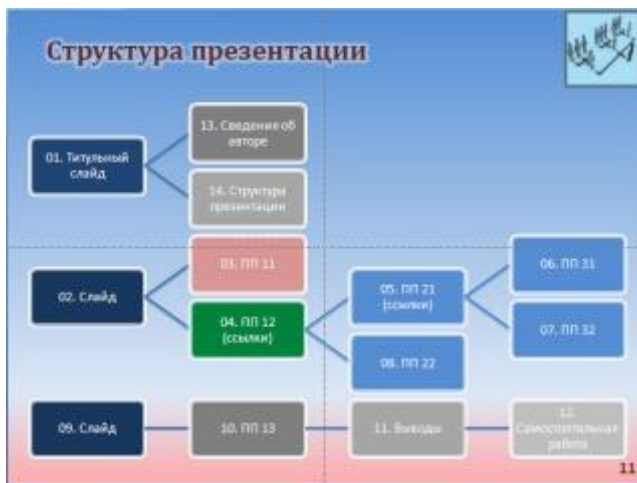 Структура презентации
13. Сведения об
авторе
01. Титульный
слайд
14. Структура
презентации
03. ПП 11
02. Слайд
04. ПП 12
(ссылки)
05. ПП 21
(ссылки)
06. ПП 31
07. ПП 32
08. ПП 22
09. Слайд
10. ПП 13
11. Выводы
12.
Самостоятельная
работа
11